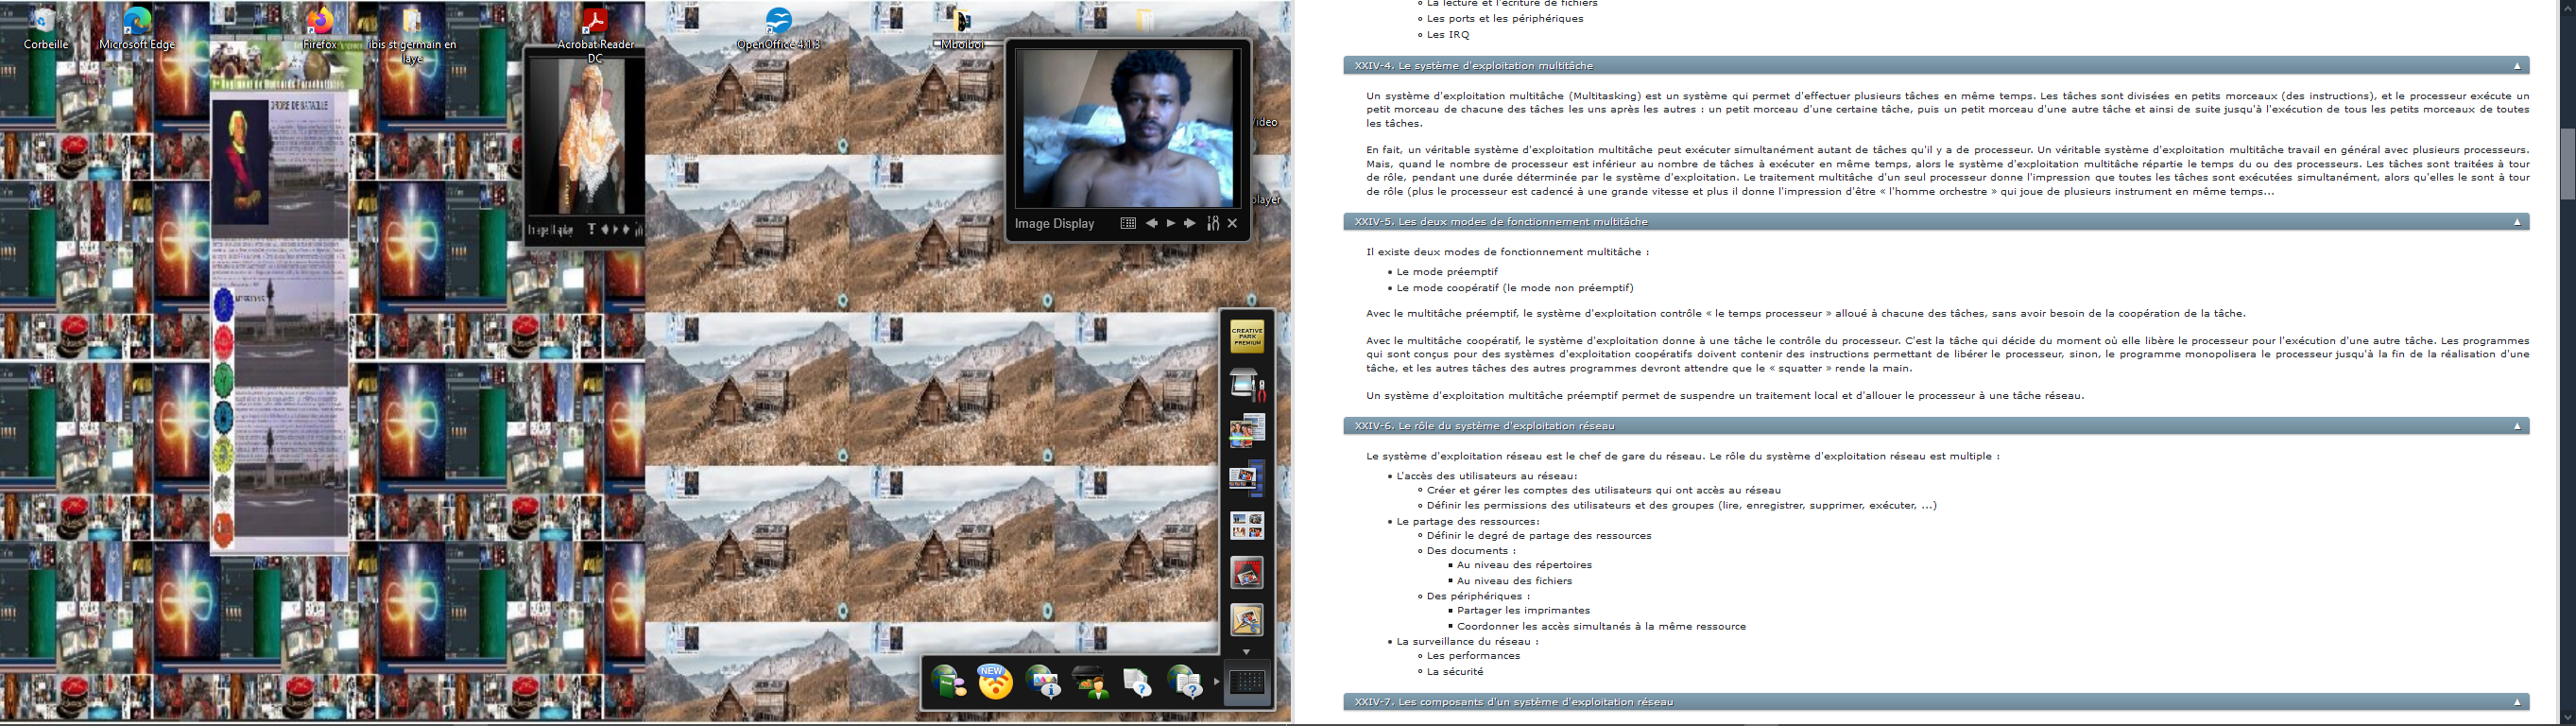 Corbeille
Microsoft Edge
Firefox
ibis st germain en
laye
Acrobat Reader
DC
OpenOffice 4.1.3
Mboiboi
ORDRE DE BATAILLE
Image Display
Image Display
Video
player
CREATIVE
PARK
PREMIUM
NEW
La lecture et l'écriture de fichiers
Les ports et les périphériques
Les IRQ
XXIV-4. Le système d'exploitation multitâche
Un système d'exploitation multitâche (Multitasking) est un système qui permet d'effectuer plusieurs tâches en même temps. Les tâches sont divisées en petits morceaux (des instructions), et le processeur exécute un
petit morceau de chacune des tâches les uns après les autres : un petit morceau d'une certaine tâche, puis un petit morceau d'une autre tâche et ainsi de suite jusqu'à l'exécution de tous les petits morceaux de toutes
les tâches.
En fait, un véritable système d'exploitation multitâche peut exécuter simultanément autant de tâches qu'il y a de processeur. Un véritable système d'exploitation multitâche travail en général avec plusieurs processeurs.
Mais, quand le nombre de processeur est inférieur au nombre de tâches à exécuter en même temps, alors le système d'exploitation multitâche répartie le temps du ou des processeurs. Les tâches sont traitées à tour
de rôle, pendant une durée déterminée par le système d'exploitation. Le traitement multitâche d'un seul processeur donne l'impression que toutes les tâches sont exécutées simultanément, alors qu'elles le sont à tour
de rôle (plus le processeur est cadencé à une grande vitesse et plus il donne l'impression d'être « l'homme orchestre » qui joue de plusieurs instrument en même temps...
XXIV-5. Les deux modes de fonctionnement multitâche
Il existe deux modes de fonctionnement multitâche :
Le mode préemptif
Le mode coopératif (le mode non préemptif)
Avec le multitâche préemptif, le système d'exploitation contrôle « le temps processeur » alloué à chacune des tâches, sans avoir besoin de la coopération de la tâche.
Avec le multitâche coopératif, le système d'exploitation donne à une tâche le contrôle du processeur. C'est la tâche qui décide du moment où elle libère le processeur pour l'exécution d'une autre tâche. Les programmes
qui sont conçus pour des systèmes d'exploitation coopératifs doivent contenir des instructions permettant de libérer le processeur, sinon, le programme monopolisera le processeur jusqu'à la fin de la réalisation d'une
tâche, et les autres tâches des autres programmes devront attendre que le « squatter » rende la main.
Un système d'exploitation multitâche préemptif permet de suspendre un traitement local et d'allouer le processeur à une tâche réseau.
XXIV-6. Le rôle du système d'exploitation réseau
Le système d'exploitation réseau est le chef de gare du réseau. Le rôle du système d'exploitation réseau est multiple :
L'accès des utilisateurs au réseau:
Créer et gérer les comptes des utilisateurs qui ont accès au réseau
Définir les permissions des utilisateurs et des groupes (lire, enregistrer, supprimer, exécuter, ...)
Le partage des ressources:
Définir le degré de partage des ressources
Des documents :
Au niveau des répertoires
Au niveau des fichiers
Des périphériques :
Partager les imprimantes
Coordonner les accès simultanés à la même ressource
La surveillance du réseau :
Les performances
La sécurité
XXIV-7. Les composants d'un système d'exploitation réseau